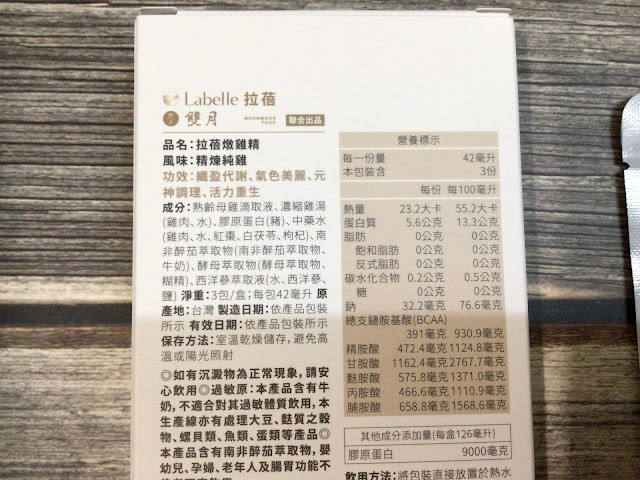 Labelle 拉蓓
雙月 MOONMOON FOOD 聯合出品
品名:拉蓓燉雞精
風味:精煉純雞
功效:纖盈代謝、氣色美麗、元
神調理、活力重生
成分:熟齡母雞滴取液、濃縮雞湯
(雞肉、水)、膠原蛋白(豬)、中藥水
(雞肉、水、紅棗、白茯苓、枸杞)、南
非醉茄萃取物(南非醉茄萃取物、
牛奶)、酵母萃取物(酵母萃取物、
糊精)、西洋蔘萃取液(水、西洋蔘、
鹽) 淨重:3包/盒;每包42毫升 原
產地:台灣 製造日期:依產品包裝
所示 有效日期:依產品包裝所示
保存方法:室溫乾燥儲存,避免高
溫或陽光照射
◎如有沉澱物為正常現象,請安
心飲用◎過敏原:本產品含有牛
奶,不適合對其過敏體質飲用,本
生產線亦有處理大豆、麩質之穀
物、螺貝類、魚類、蛋類等產品◎
本產品含有南非醉茄萃取物,嬰
幼兒、孕婦、老年人及腸胃功能不
營養標示
每一份量 42毫升
本包裝含 3份
每份 每100毫升
熱量 23.2大卡 55.2大卡
蛋白質 5.6公克 13.3公克
脂肪 0公克 0公克
飽和脂肪 0公克 0公克
反式脂肪 0公克 0公克
碳水化合物 0.2公克 0.5公克
糖 0公克 0公克
鈉 32.2毫克 76.6毫克
總支鏈胺基酸(BCAA)
391毫克 930.9毫克
精胺酸 472.4毫克 1124.8毫克
甘胺酸 1162.4毫克 2767.7毫克
麩胺酸 575.8毫克 1371.0毫克
丙胺酸 466.6毫克 1110.9毫克
脯胺酸 658.8毫克 1568.6毫克
其他成分添加量(每盒126毫升)
膠原蛋白 9000毫克
飲用方法:將包裝直接放置於熱水